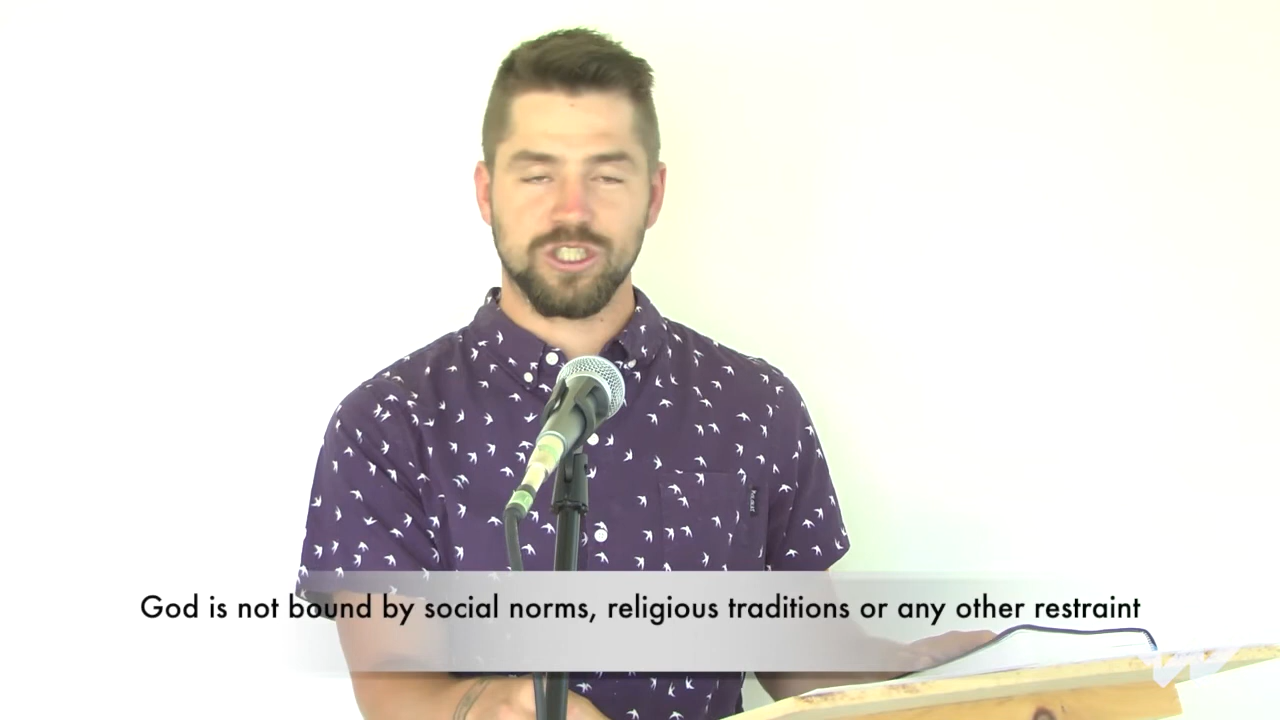 God is not bound by social norms, religious traditions or any other restraint